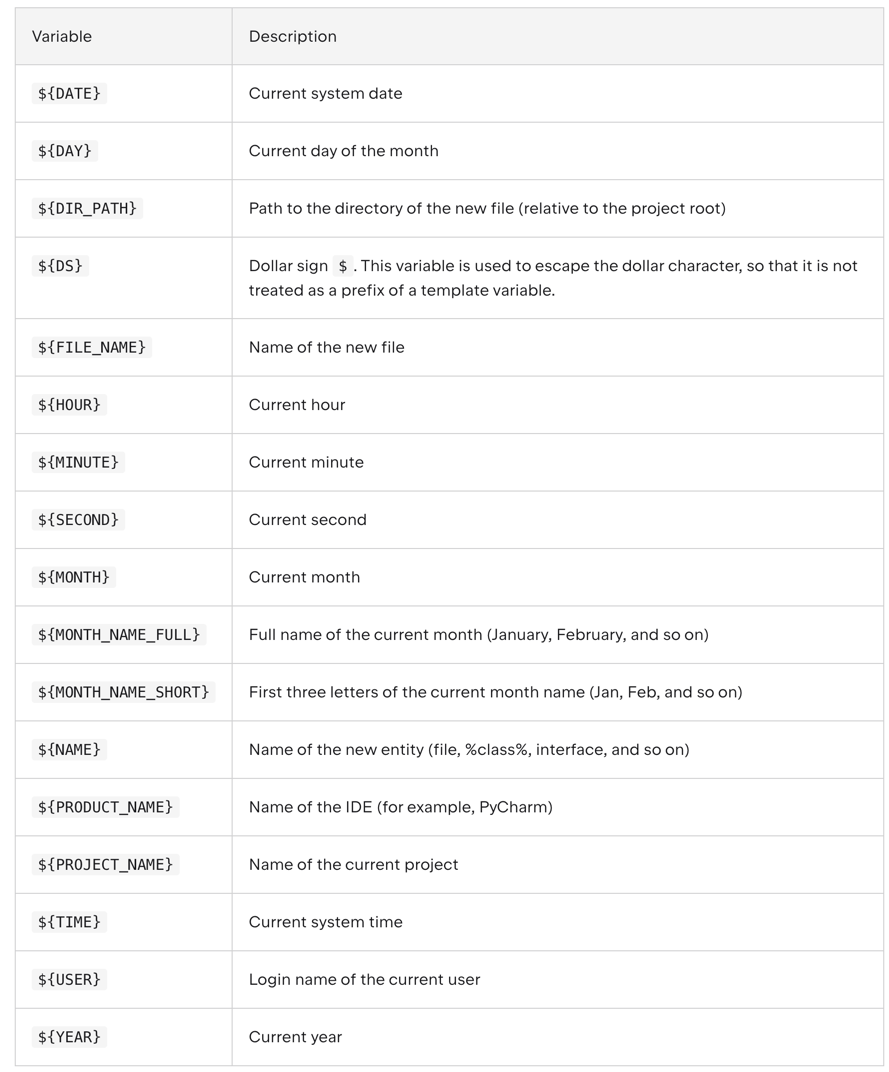 Variable Description
${DATE} Current system date
${DAY} Current day of the month
${DIR_PATH} Path to the directory of the new file (relative to the project root)
${DS} Dollar sign $ . This variable is used to escape the dollar character, so that it is not
treated as a prefix of a template variable.
${FILE_NAME} Name of the new file
${HOUR} Current hour
${MINUTE} Current minute
${SECOND} Current second
${MONTH} Current month
${MONTH_NAME_FULL} Full name of the current month (January, February, and so on)
${MONTH_NAME_SHORT} First three letters of the current month name (Jan, Feb, and so on)
${NAME} Name of the new entity (file, %class%, interface, and so on)
${PRODUCT_NAME} Name of the IDE (for example, PyCharm)
${PROJECT_NAME} Name of the current project
${TIME} Current system time
${USER} Login name of the current user
${YEAR} Current year